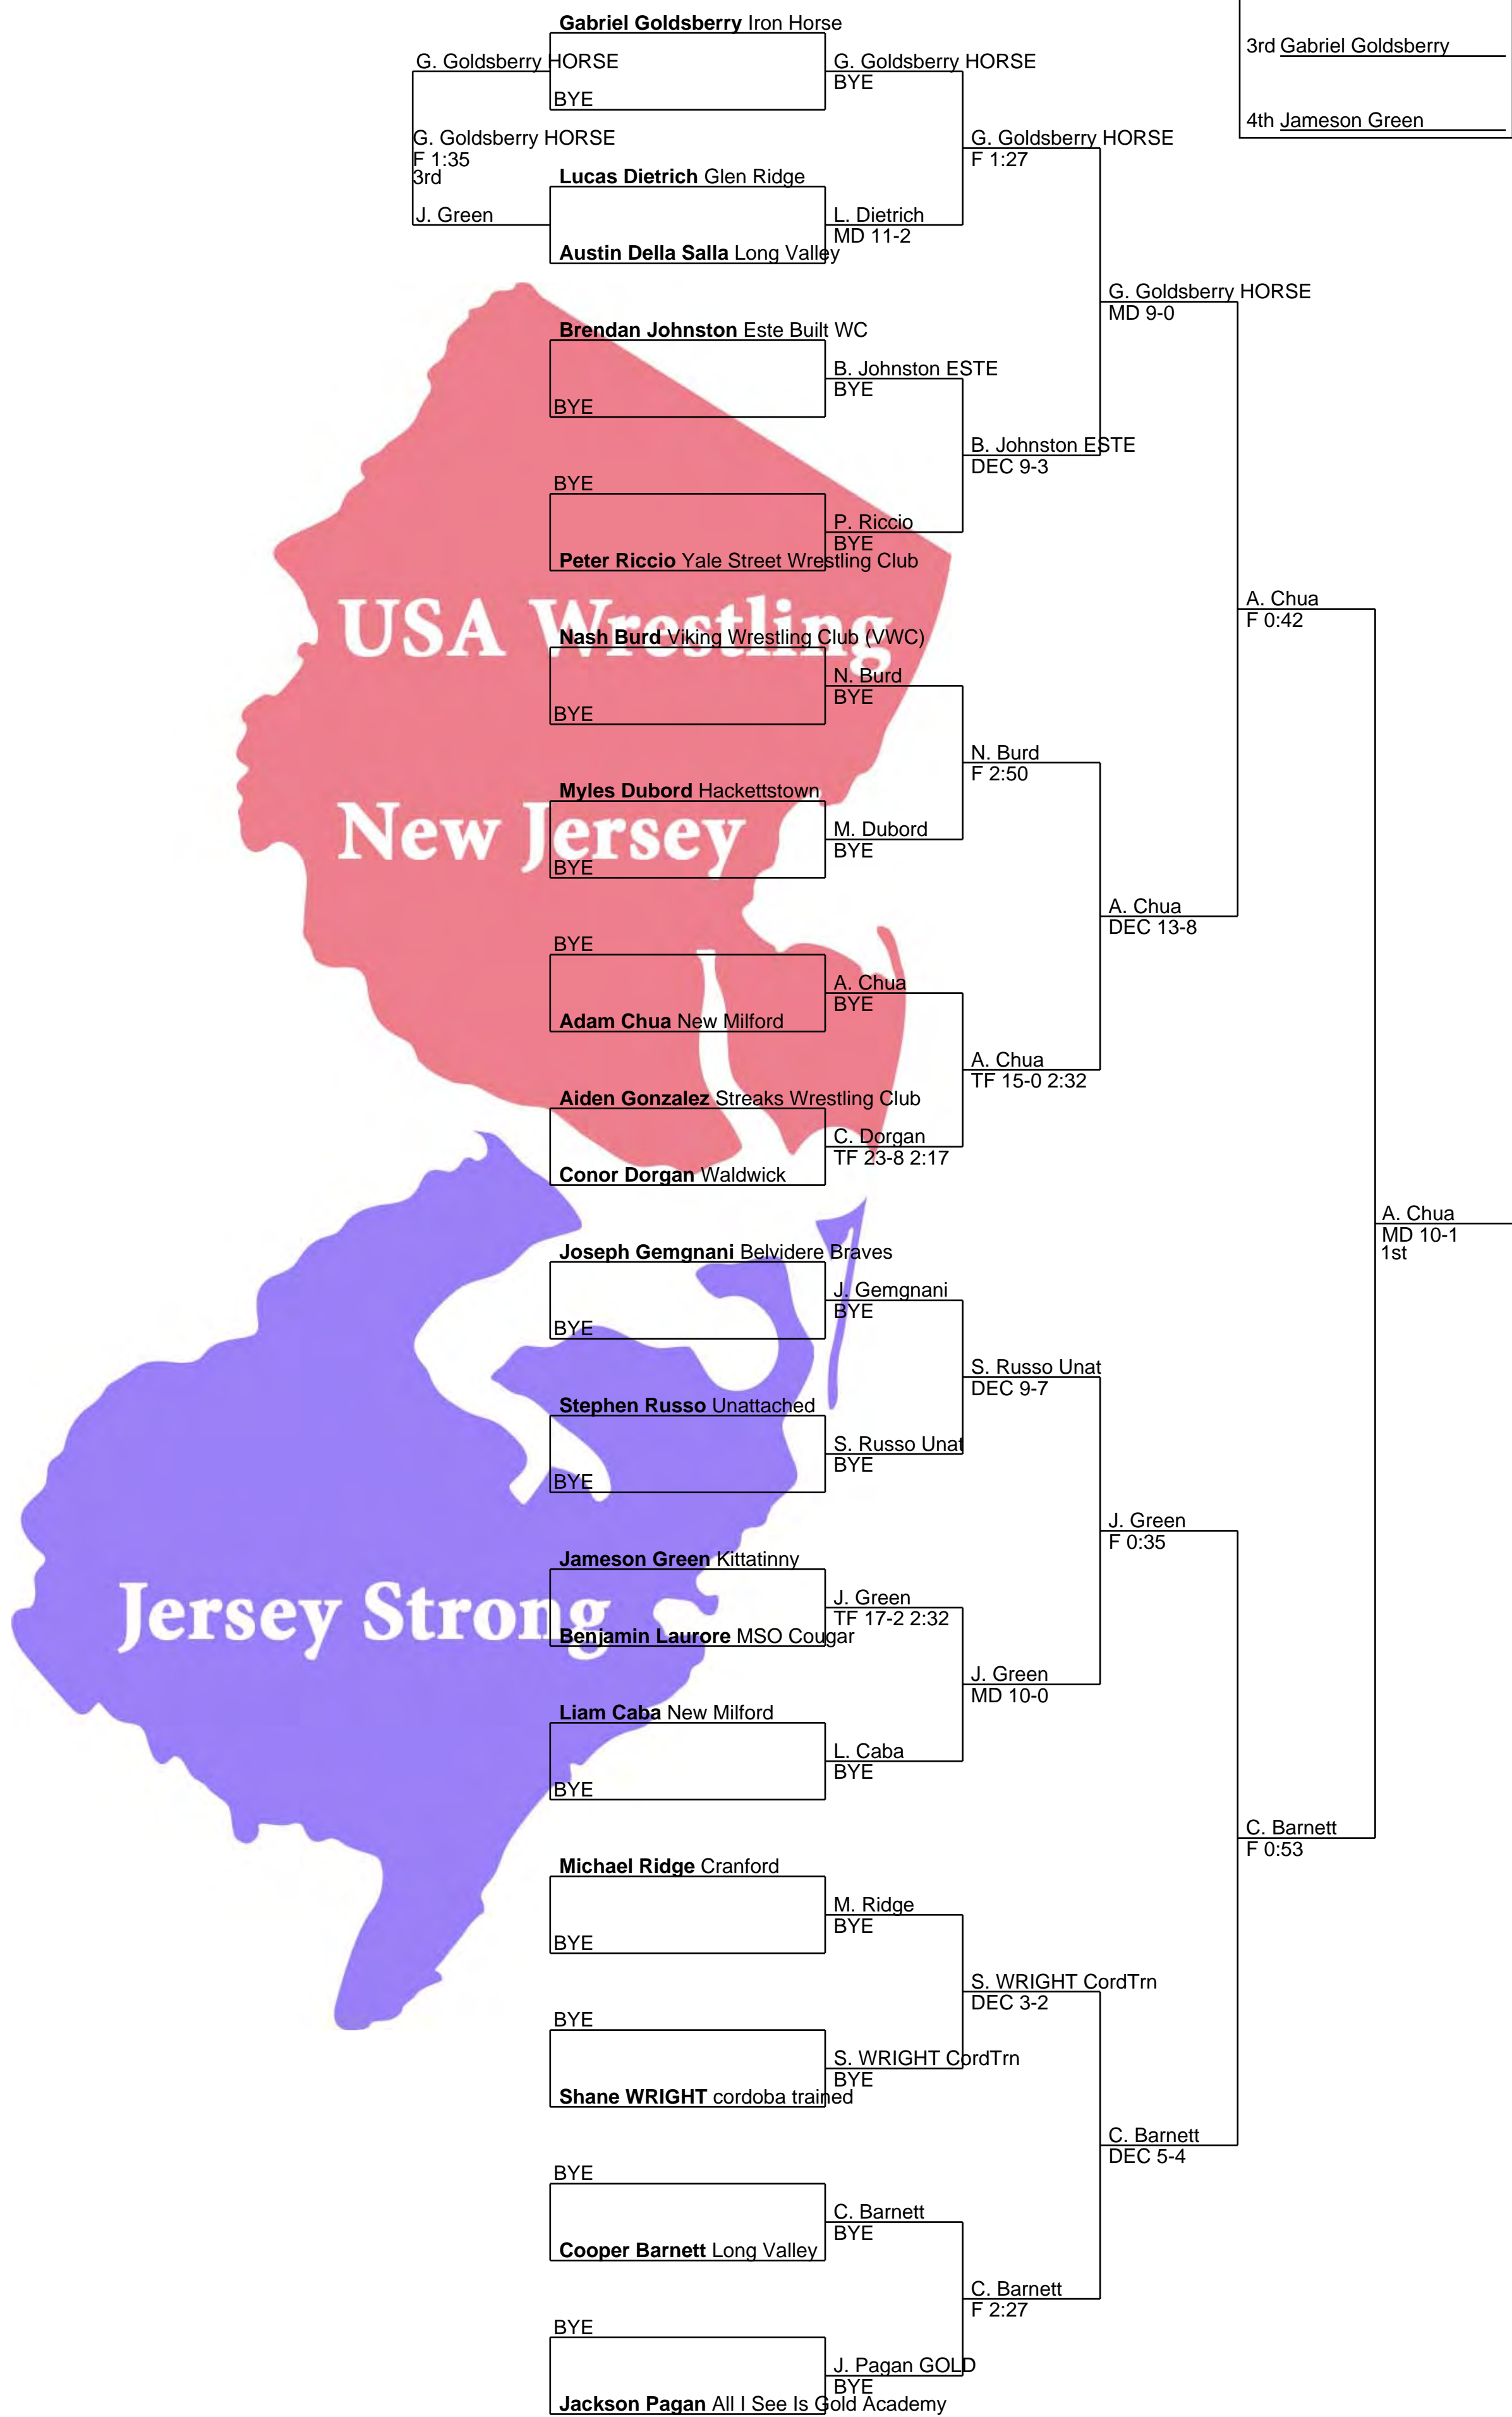 3rd Gabriel Goldsberry
4th Jameson Green
G. Goldsberry HORSE
G. Goldsberry HORSE
F 1:35
3rd
J. Green
Gabriel Goldsberry Iron Horse
BYE
Lucas Dietrich Glen Ridge
Austin Della Salla Long Valley
Brendan Johnston Este Built WC
BYE
BYE
Peter Riccio Yale Street Wrestling Club
USA Wrestling
Nash Burd Viking Wrestling Club (VWC)
BYE
Myles Dubord Hackettstown
New Jersey
BYE
BYE
Adam Chua New Milford
Aiden Gonzalez Streaks Wrestling Club
Conor Dorgan Waldwick
Joseph Gemgnani Belvidere Braves
BYE
Stephen Russo Unattached
BYE
Jameson Green Kittatinny
Jersey Strong
Benjamin Laurore MSO Cougar
Liam Caba New Milford
BYE
Michael Ridge Cranford
BYE
BYE
Shane WRIGHT cordoba trained
BYE
Cooper Barnett Long Valley
BYE
Jackson Pagan All I See Is Gold Academy
G. Goldsberry HORSE
BYE
L. Dietrich
MD 11-2
B. Johnston ESTE
BYE
P. Riccio
BYE
N. Burd
BYE
M. Dubord
BYE
A. Chua
BYE
C. Dorgan
TF 23-8 2:17
J. Gemgnani
BYE
S. Russo Unat
BYE
J. Green
TF 17-2 2:32
L. Caba
BYE
M. Ridge
BYE
S. WRIGHT CordTrn
BYE
C. Barnett
BYE
J. Pagan GOLD
BYE
G. Goldsberry HORSE
F 1:27
B. Johnston ESTE
DEC 9-3
N. Burd
F 2:50
A. Chua
TF 15-0 2:32
S. Russo Unat
DEC 9-7
J. Green
MD 10-0
S. WRIGHT CordTrn
DEC 3-2
C. Barnett
F 2:27
G. Goldsberry HORSE
MD 9-0
A. Chua
DEC 13-8
J. Green
F 0:35
C. Barnett
DEC 5-4
A. Chua
F 0:42
C. Barnett
F 0:53
A. Chua
MD 10-1
1st